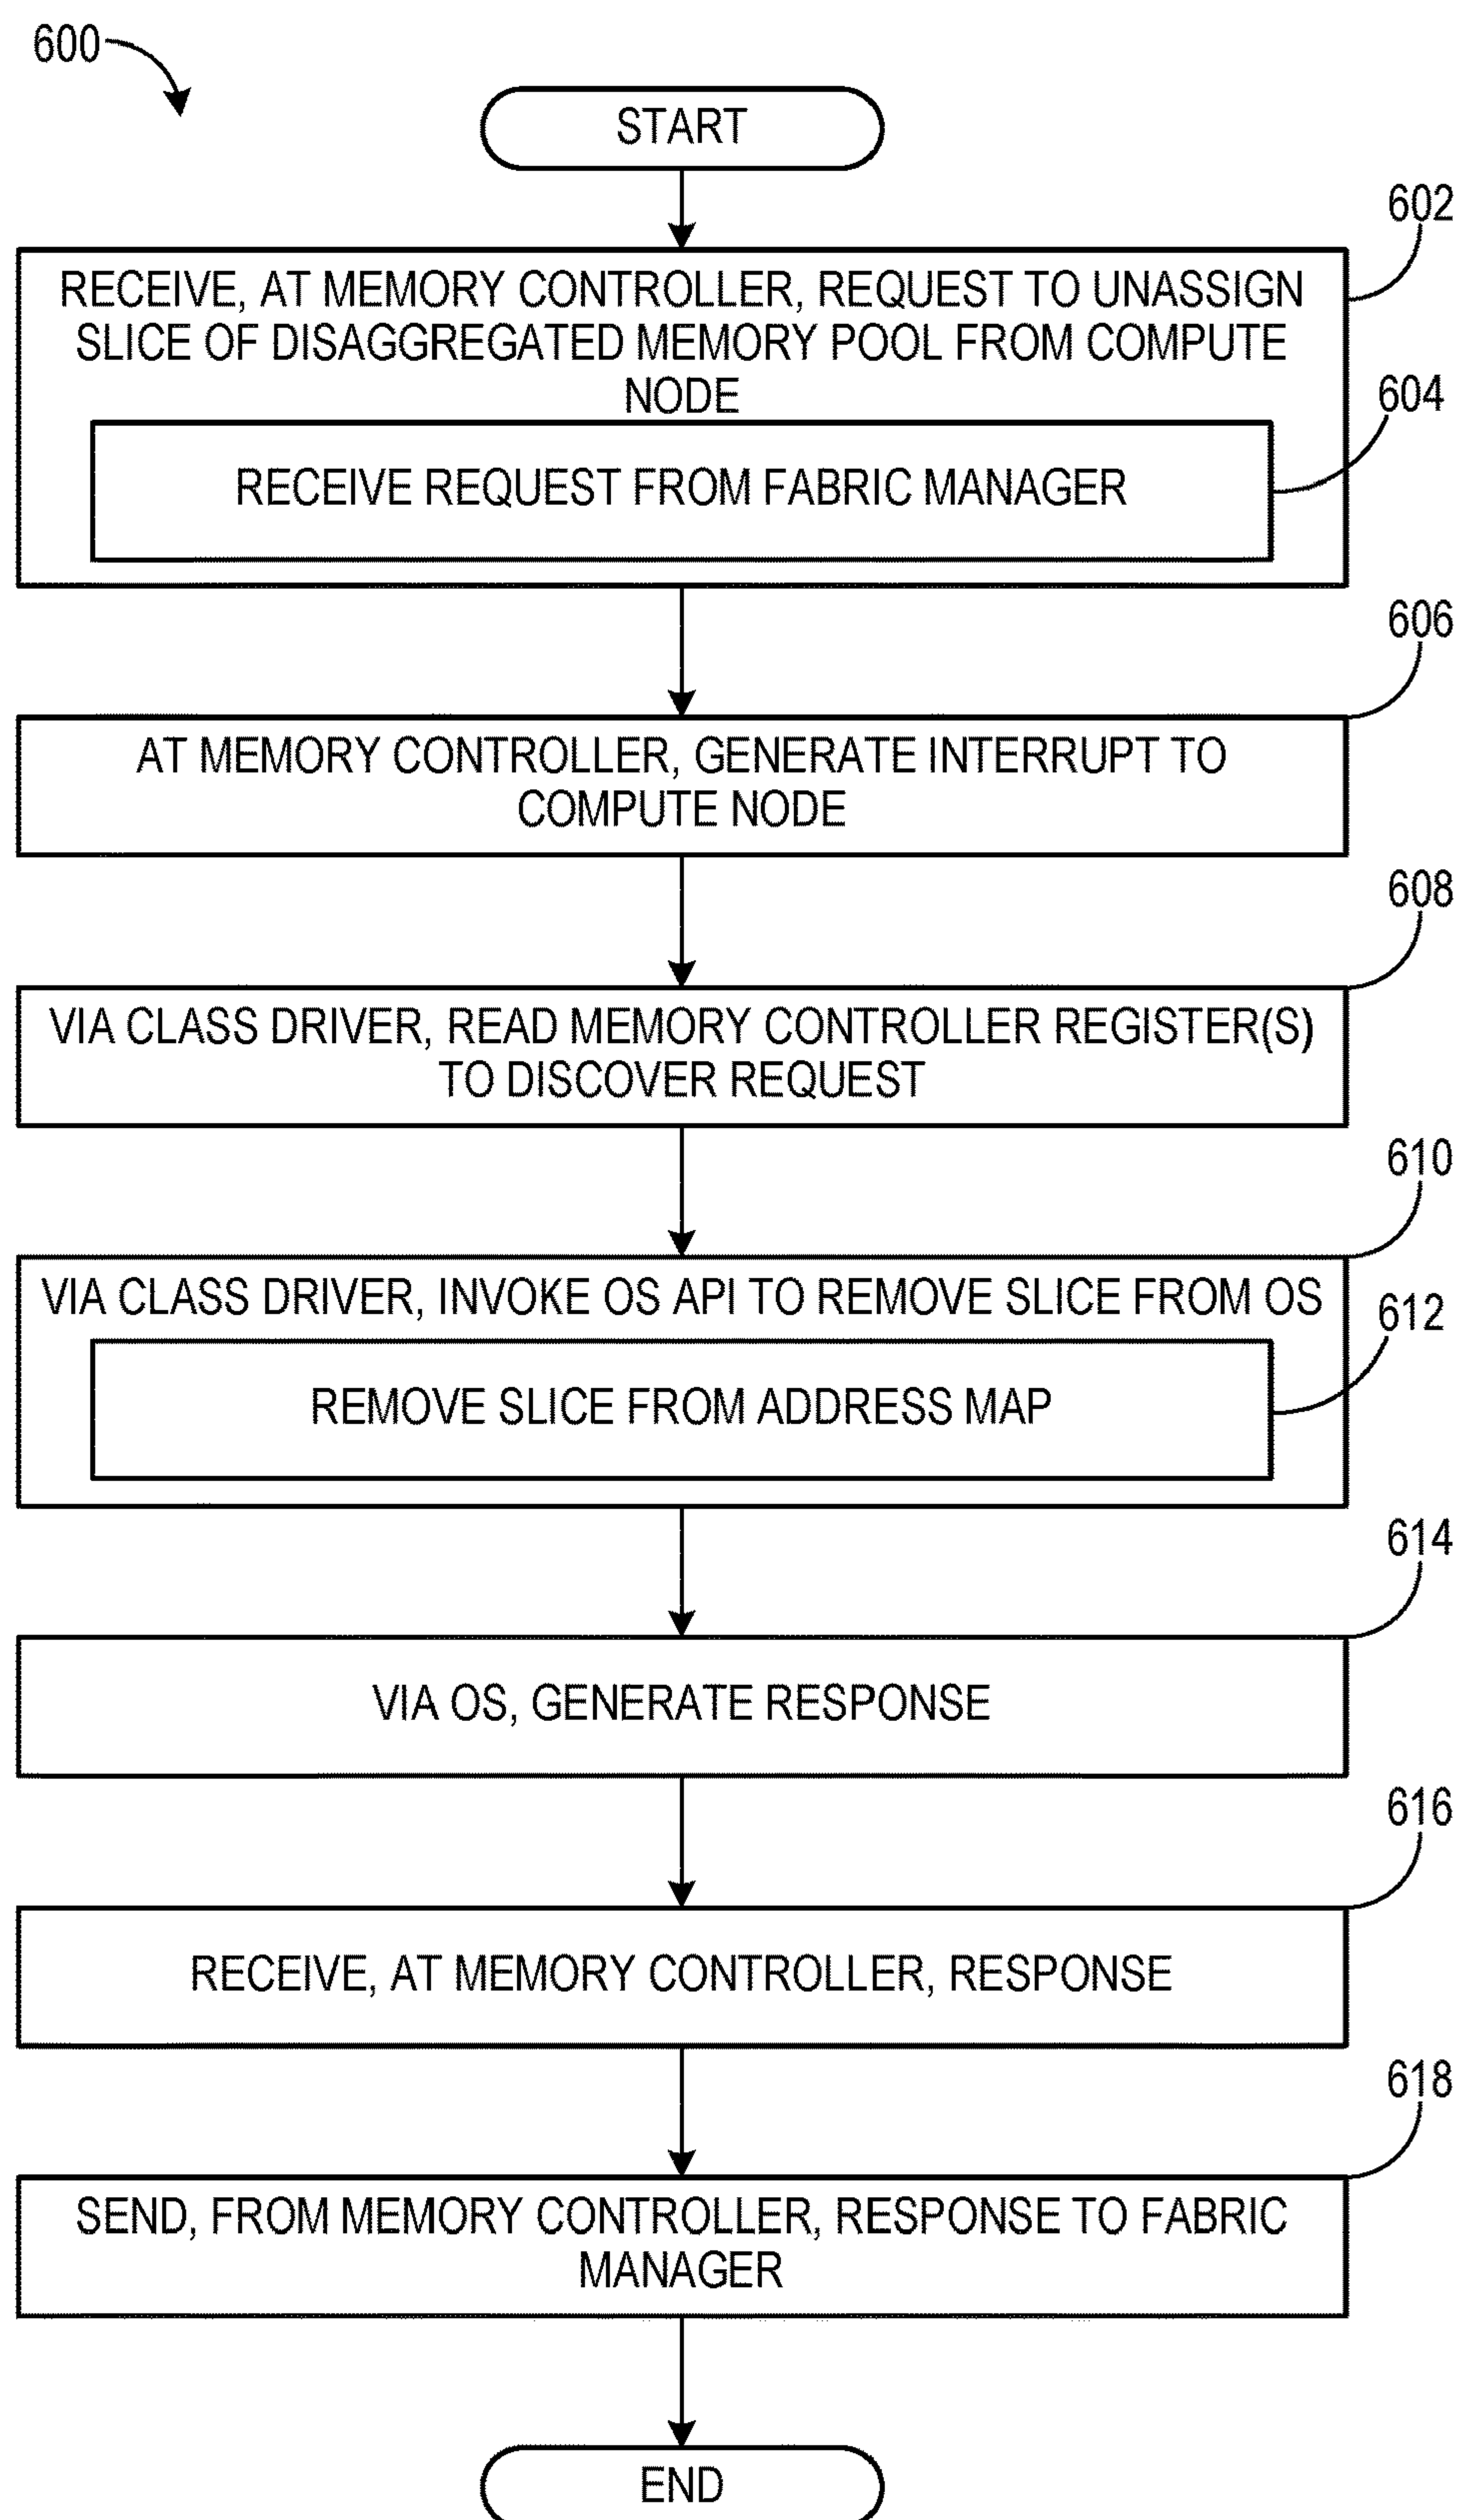 600
START
602
RECEIVE, AT MEMORY CONTROLLER, REQUEST TO UNASSIGN
SLICE OF DISAGGREGATED MEMORY POOL FROM COMPUTE
NODE
604
RECEIVE REQUEST FROM FABRIC MANAGER
606
AT MEMORY CONTROLLER, GENERATE INTERRUPT TO
COMPUTE NODE
608
VIA CLASS DRIVER, READ MEMORY CONTROLLER REGISTER(S)
TO DISCOVER REQUEST
610
VIA CLASS DRIVER, INVOKE OS API TO REMOVE SLICE FROM OS
612
REMOVE SLICE FROM ADDRESS MAP
614
VIA OS, GENERATE RESPONSE
616
RECEIVE, AT MEMORY CONTROLLER, RESPONSE
618
SEND, FROM MEMORY CONTROLLER, RESPONSE TO FABRIC
MANAGER
END